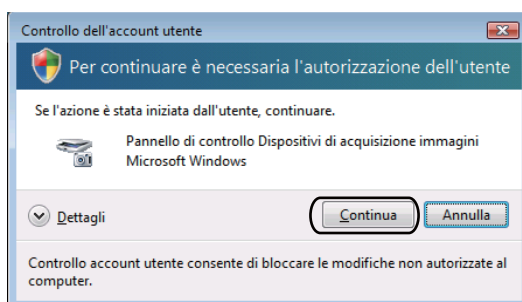 Controllo dell'account utente
Per continuare è necessaria l'autorizzazione dell'utente
Se l'azione è stata iniziata dall'utente, continuare.
Pannello di controllo Dispositivi di acquisizione immagini
Microsoft Windows
Dettagli
Continua
Annulla
Controllo account utente consente di bloccare le modifiche non autorizzate al
computer.